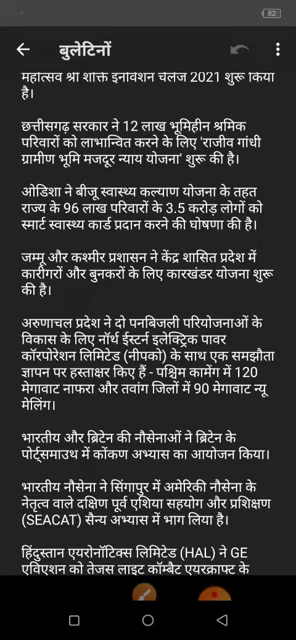 82
बुलेटिनों
महोत्सव श्री शक्ति इनोवेशन चैलेंज 2021 शुरू किया
है।
छत्तीसगढ़ सरकार ने 12 लाख भूमिहीन श्रमिक
परिवारों को लाभान्वित करने के लिए 'राजीव गांधी
ग्रामीण भूमि मजदूर न्याय योजना' शुरू की है।
ओडिशा ने बीजू स्वास्थ्य कल्याण योजना के तहत
राज्य के 96 लाख परिवारों के 3.5 करोड़ लोगों को
स्मार्ट स्वास्थ्य कार्ड प्रदान करने की घोषणा की है।
जम्मू और कश्मीर प्रशासन ने केंद्र शासित प्रदेश में
कारीगरों और बुनकरों के लिए कारखंडर योजना शुरू
की है।
अरुणाचल प्रदेश ने दो पनबिजली परियोजनाओं के
विकास के लिए नॉर्थ ईस्टर्न इलेक्ट्रिक पावर
कॉरपोरेशन लिमिटेड (नीपको) के साथ एक समझौता
ज्ञापन पर हस्ताक्षर किए हैं - पश्चिम कामेंग में 120
मेगावाट नाफरा और तवांग जिलों में 90 मेगावाट न्यू
मेलिंग।
भारतीय और ब्रिटेन की नौसेनाओं ने ब्रिटेन के
पोर्ट्समाउथ में कोंकण अभ्यास का आयोजन किया।
भारतीय नौसेना ने सिंगापुर में अमेरिकी नौसेना के
नेतृत्व वाले दक्षिण पूर्व एशिया सहयोग और प्रशिक्षण
(SEACAT) सैन्य अभ्यास में भाग लिया है।
हिंदुस्तान एयरोनॉटिक्स लिमिटेड (HAL) ने GE
एविएशन को तेजस लाइट कॉम्बैट एयरक्राफ्ट के